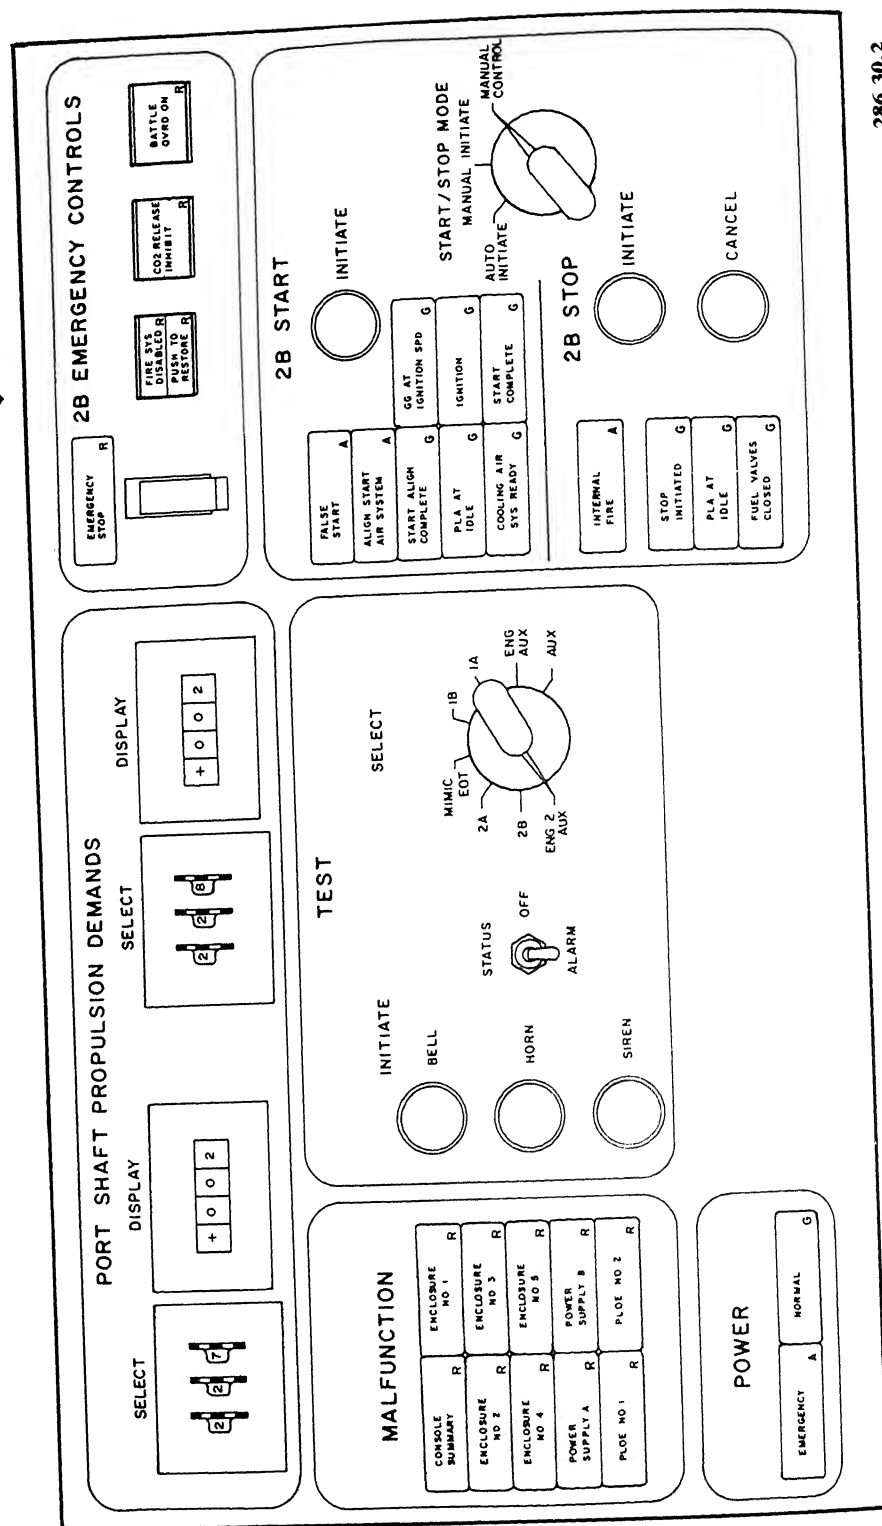 PORT SHAFT PROPULSION DEMANDS
SELECT
2 2 7
DISPLAY
+ 0 0 2
SELECT
2 2 8
DISPLAY
+ 0 0 2
2B EMERGENCY CONTROLS
EMERGENCY
STOP
R
FIRE SYS
DISABLED R
PUSH TO
RESTORE R
CO2 RELEASE
INHIBIT
R
BATTLE
OVRD ON
R
MALFUNCTION
CONSOLE
SUMMARY
R
ENCLOSURE
NO 1
R
ENCLOSURE
NO 2
R
ENCLOSURE
NO 3
R
ENCLOSURE
NO 4
R
ENCLOSURE
NO 5
R
POWER
SUPPLY A
R
POWER
SUPPLY B
R
PLOE NO 1
R
PLOE NO 2
R
TEST
INITIATE
BELL
HORN
SIREN
STATUS
OFF
ALARM
SELECT
MIMIC
EOT
1B
1A
2A
2B
ENG 2
AUX
ENG
AUX
AUX
2B START
FALSE
START
A
ALIGN START
AIR SYSTEM
A
START ALIGN
COMPLETE
G
GG AT
IGNITION SPD
G
PLA AT
IDLE
G
IGNITION
G
COOLING AIR
SYS READY
G
START
COMPLETE
G
INITIATE
START/STOP MODE
MANUAL INITIATE
AUTO
INITIATE
MANUAL
CONTROL
2B STOP
INTERNAL
FIRE
A
STOP
INITIATED
G
PLA AT
IDLE
G
FUEL VALVES
CLOSED
G
INITIATE
CANCEL
POWER
EMERGENCY
A
NORMAL
G
286.30.2